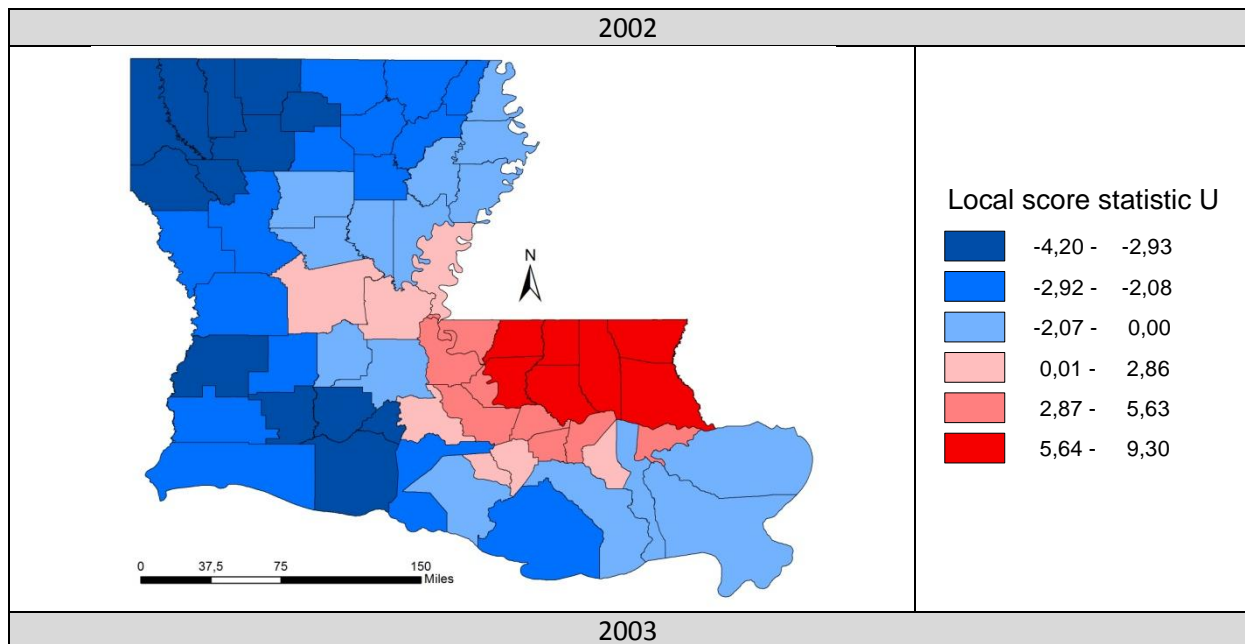 2002
N
Local score statistic U
-4,20 - -2,93
-2,92 - -2,08
-2,07 - 0,00
0,01 - 2,86
2,87 - 5,63
5,64 - 9,30
0 37,5 75 150
Miles
2003